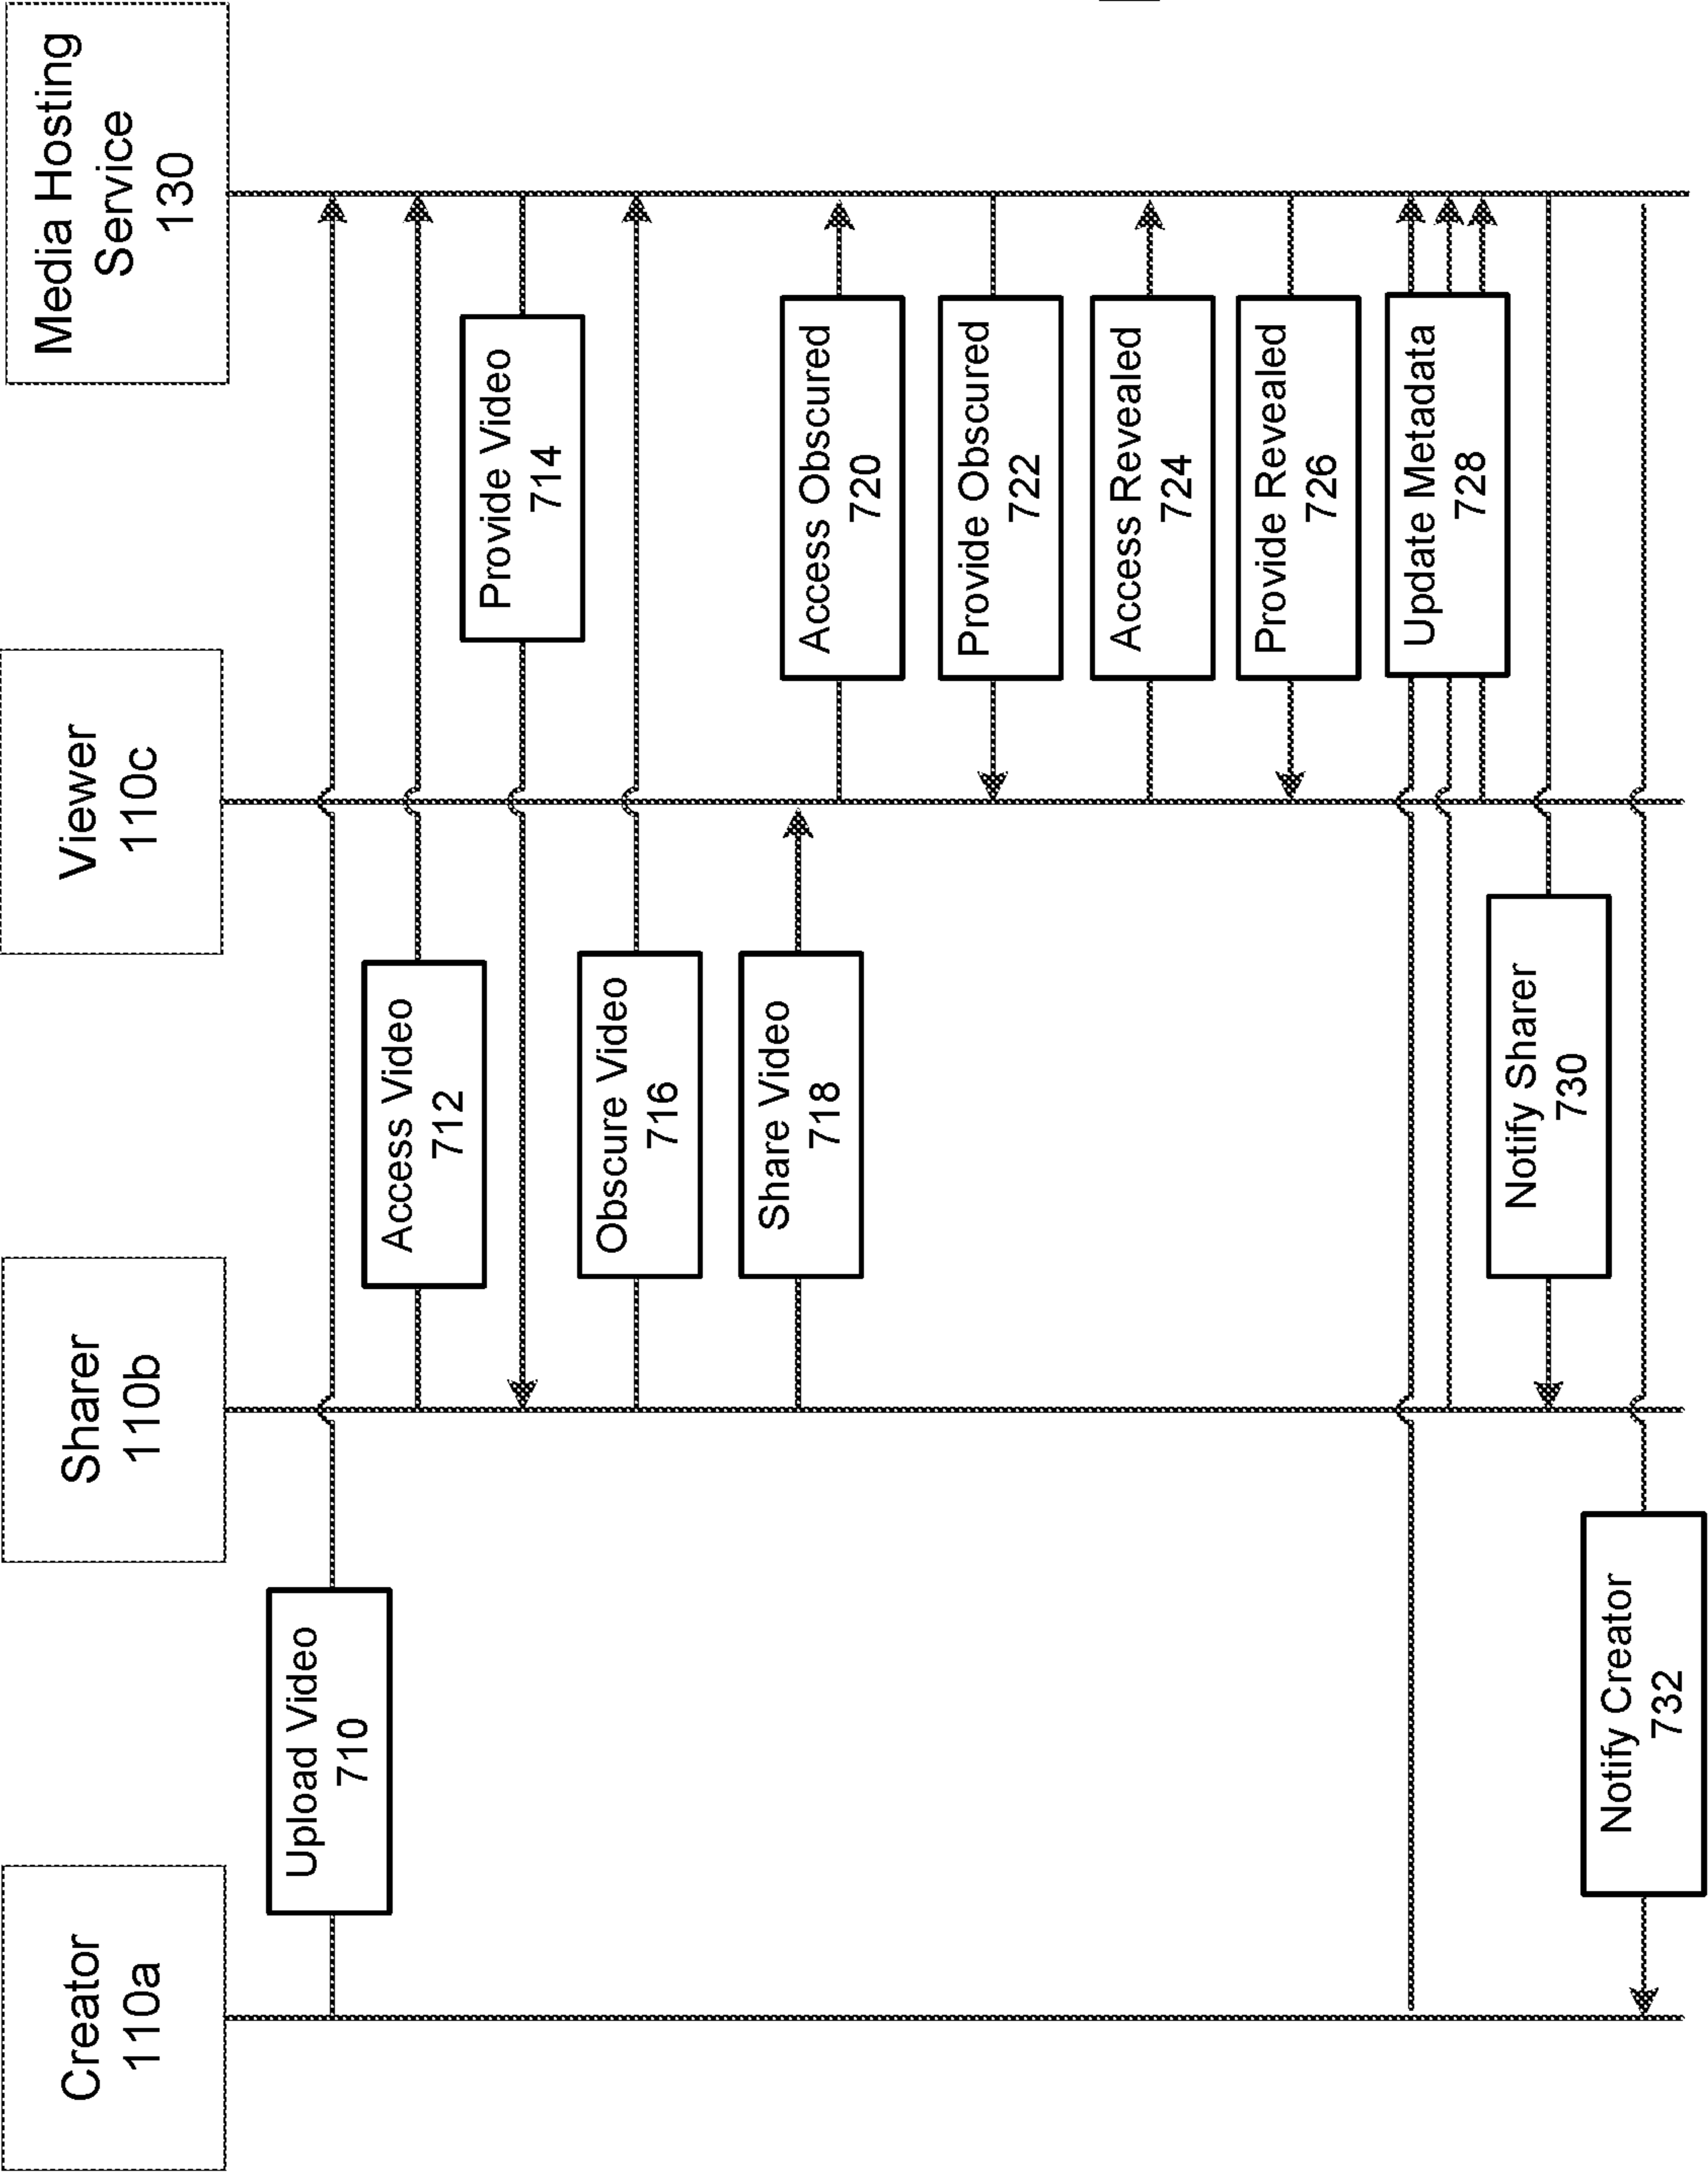 Creator
110a
Sharer
110b
Viewer
110c
Media Hosting
Service
130
Upload Video
710
Access Video
712
Provide Video
714
Obscure Video
716
Share Video
718
Access Obscured
720
Provide Obscured
722
Access Revealed
724
Provide Revealed
726
Update Metadata
728
Notify Sharer
730
Notify Creator
732